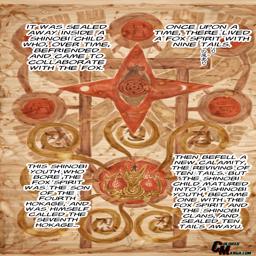 ONCE UPON A
TIME, THERE LIVED
A FOX SPIRIT WITH
NINE TAILS.
IT WAS SEALED
AWAY INSIDE A
SHINOBI CHILD
WHO, OVER TIME,
BEFRIENDED
AND CAME TO
COLLABORATE
WITH THE FOX.
THEN BEFELL A
NEW CALAMITY,
THE REVIVING OF
TEN TAILS. BUT
THE SHINOBI
CHILD MATURED
INTO A SHINOBI
YOUTH, BECAME
ONE WITH THE
FOX SPIRIT AND
THE SHINOBI
CLANS, AND
SEALED TEN
TAILS AWAY.
THIS SHINOBI
YOUTH WHO
BORE THE
FOX SPIRIT
WAS THE SON
OF THE
FOURTH
HOKAGE, AND
WAS HIMSELF
CALLED THE
SEVENTH
HOKAGE...